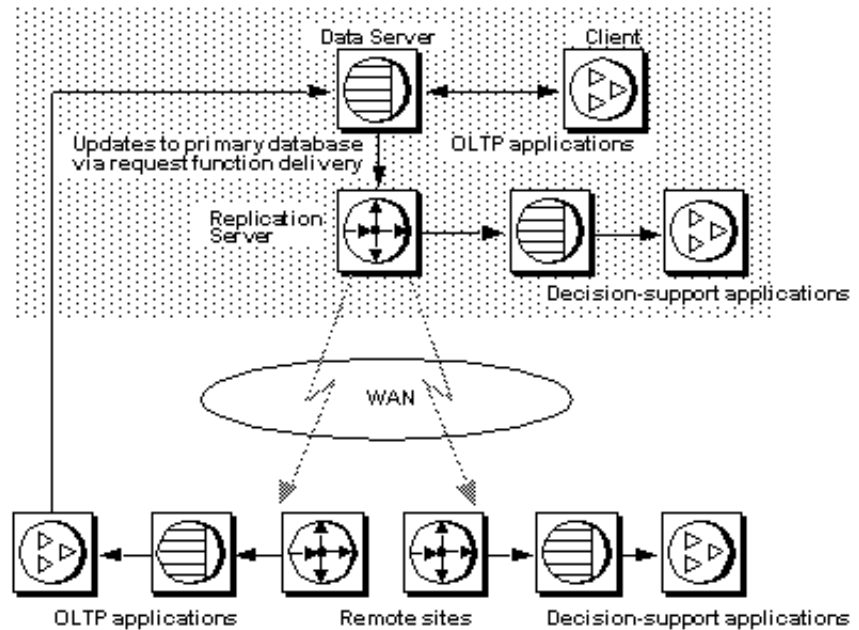 Data Server
Client
Updates to primary database
via request function delivery
OLTP applications
Replication
Server
Decision-support applications
WAN
OLTP applications
Remote sites
Decision-support applications